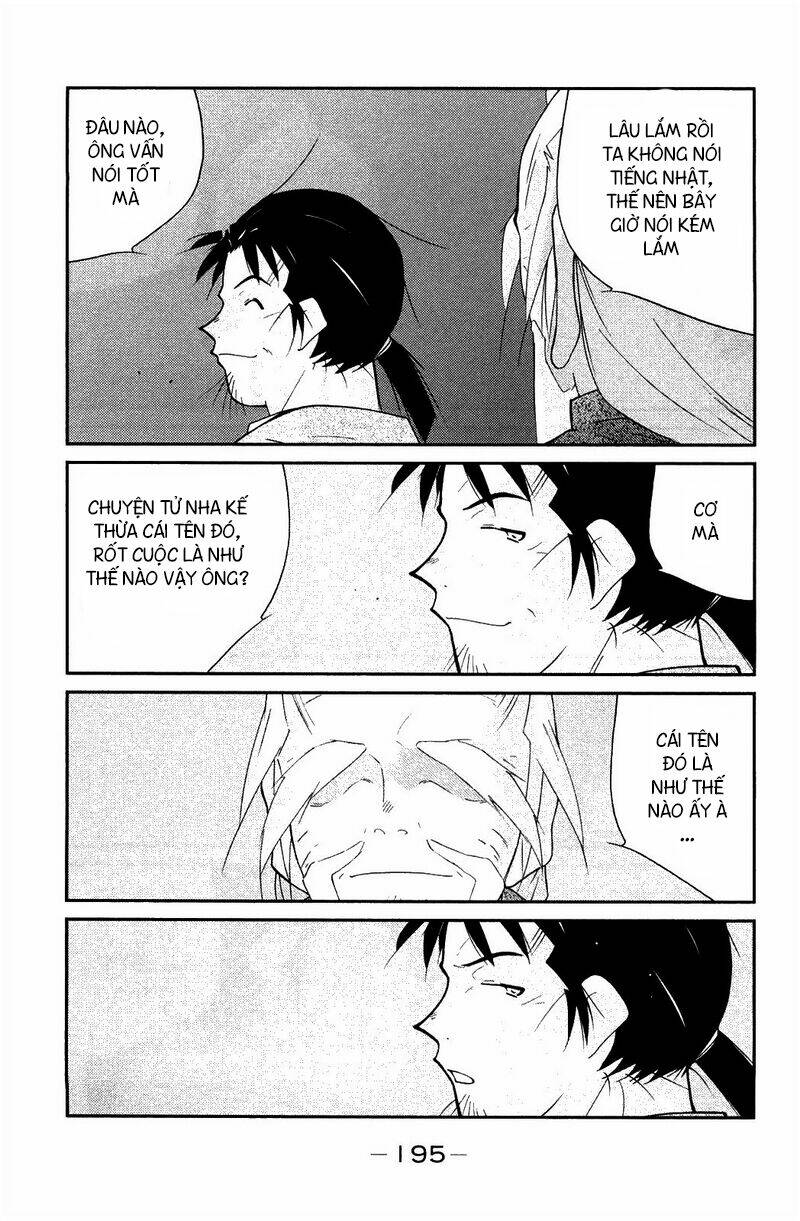 LÂU LẮM RỒI
TA KHÔNG NÓI
TIẾNG NHẬT,
THẾ NÊN BÂY
GIỜ NÓI KÉM
LẮM
ĐÂU NÀO,
ÔNG VẪN
NÓI TỐT
MÀ
CƠ
MÀ
CHUYỆN TỬ NHA KẾ
THỪA CÁI TÊN ĐÓ,
RỐT CUỘC LÀ NHƯ
THẾ NÀO VẬY ÔNG?
CÁI TÊN
ĐÓ LÀ
NHƯ THẾ
NÀO ẤY À
...
—195—